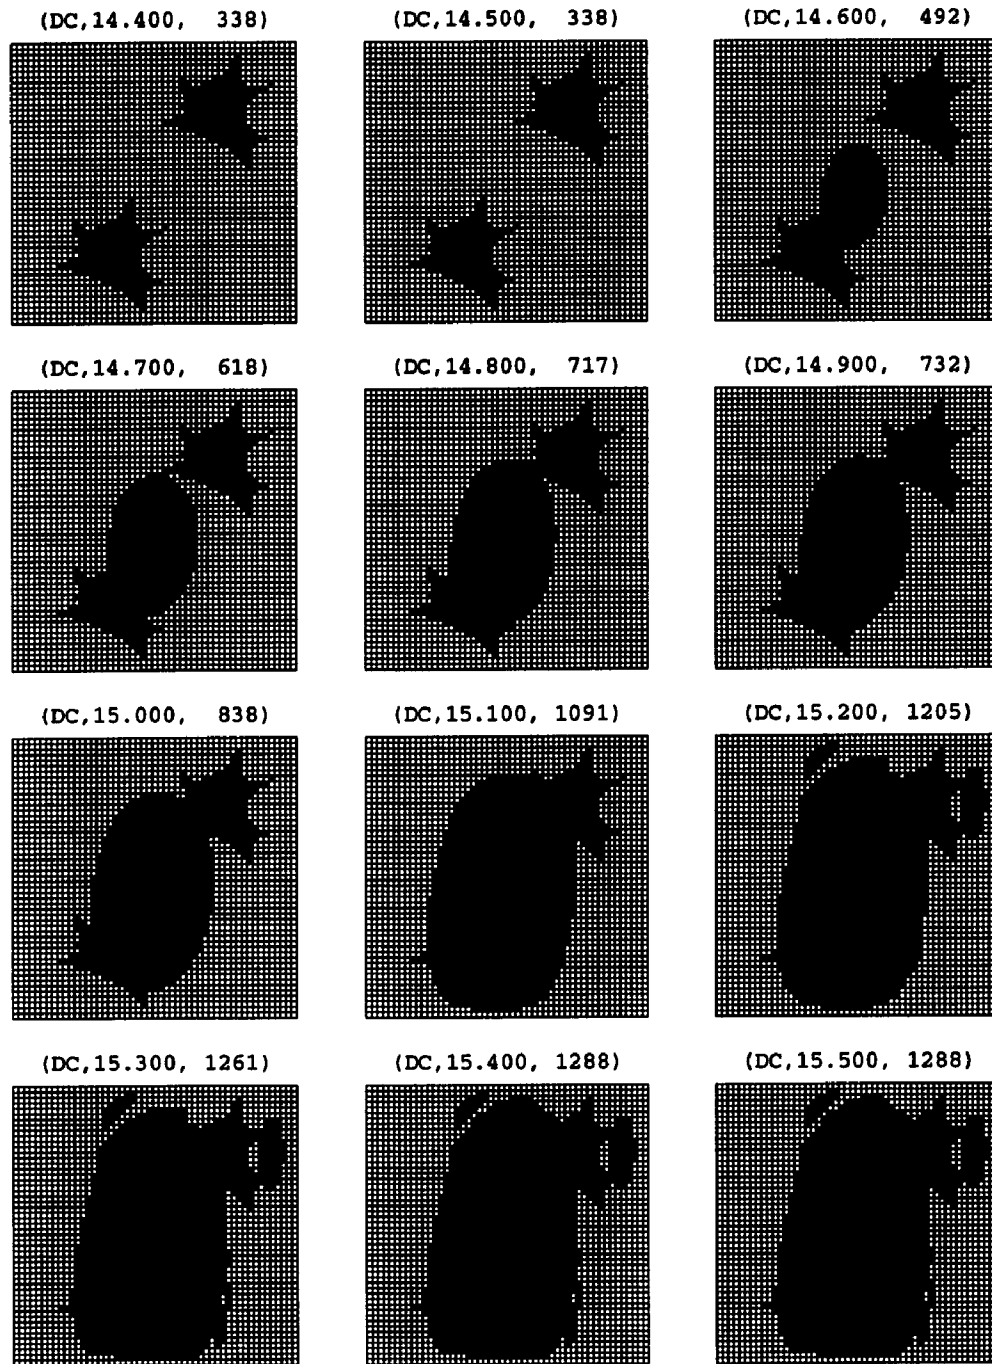 (DC,14.400,  338) (DC,14.500,  338) (DC,14.600,  492)
(DC,14.700,  618) (DC,14.800,  717) (DC,14.900,  732)
(DC,15.000,  838) (DC,15.100, 1091) (DC,15.200, 1205)
(DC,15.300, 1261) (DC,15.400, 1288) (DC,15.500, 1288)